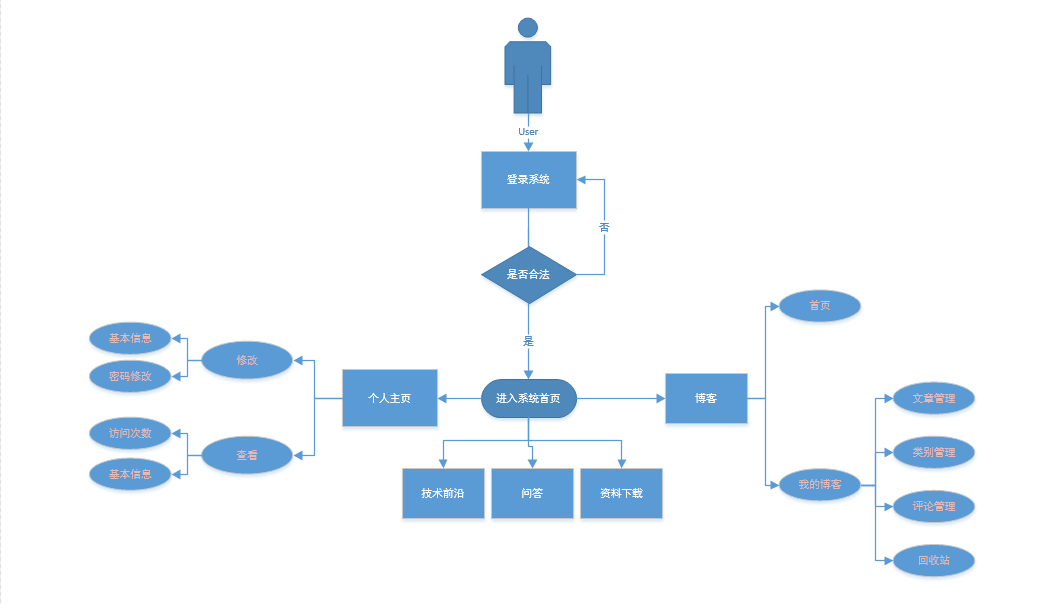 User
登录系统
否
是否合法
首页
基本信息
修改
是
密码修改
个人主页
进入系统首页
博客
文章管理
访问次数
查看
类别管理
基本信息
技术前沿
问答
资料下载
我的博客
评论管理
回收站